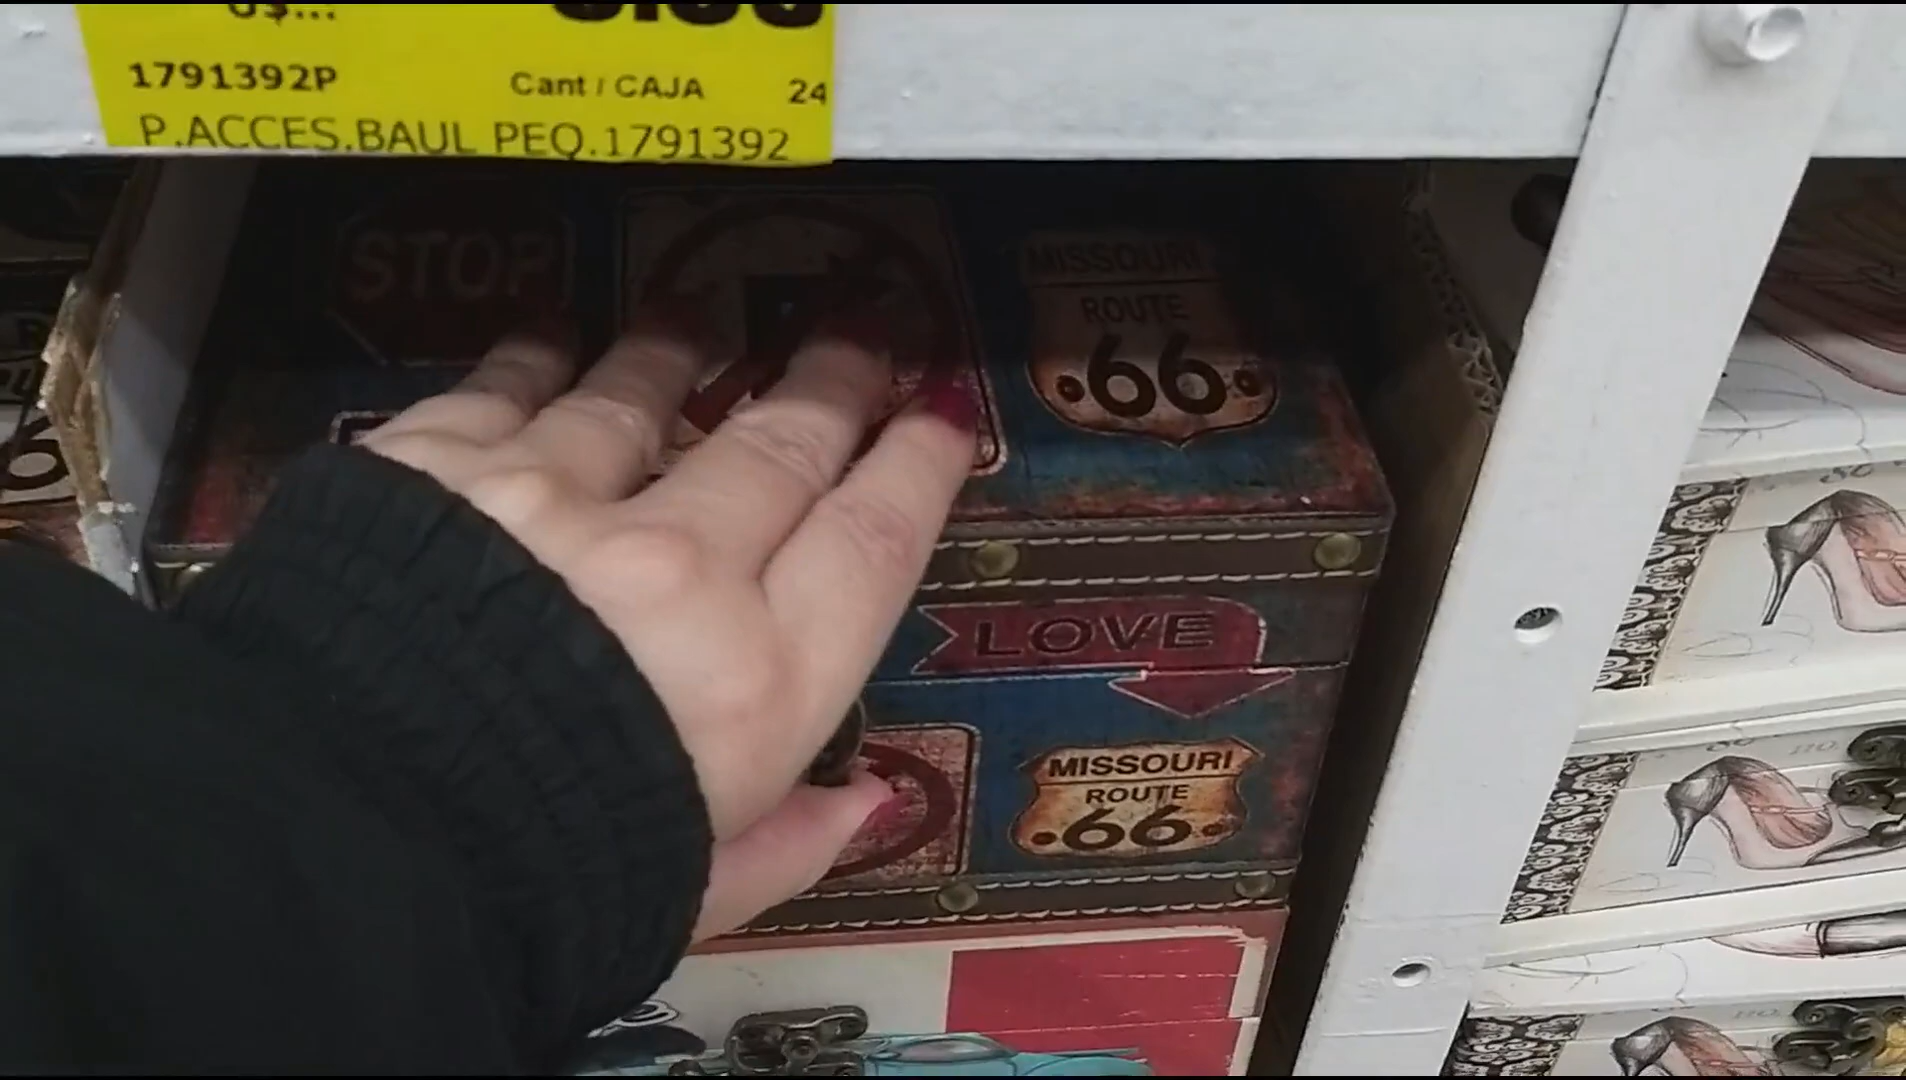 U$...
1791392P
Cant / CAJA 24
P.ACCES.BAUL PEQ.1791392
STOP
MISSOURI
ROUTE
66
LOVE
MISSOURI
ROUTE
66